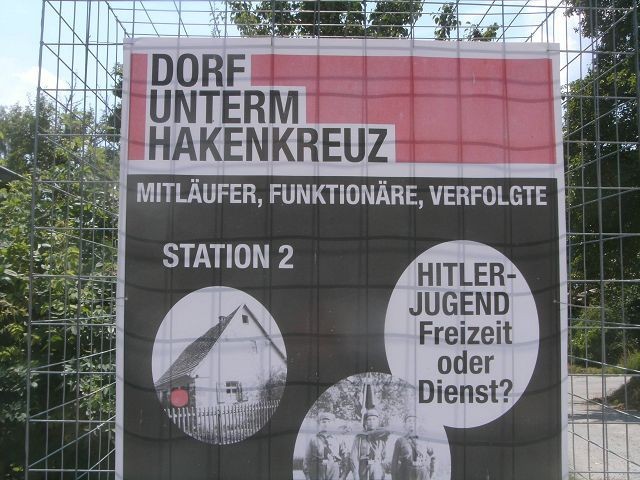 DORF
UNTERM
HAKENKREUZ
MITLÄUFER, FUNKTIONÄRE, VERFOLGTE
STATION 2
HITLER-
JUGEND
Freizeit
oder
Dienst?